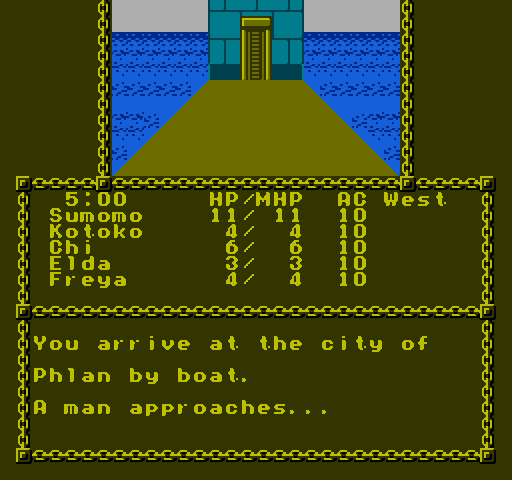 5:00 HP/MHP AC West
Sumomo 11/ 11 10
Kotoko 4/ 4 10
Chi 6/ 6 10
Elda 3/ 3 10
Freya 4/ 4 10
You arrive at the city of
Phlan by boat.
A man approaches...